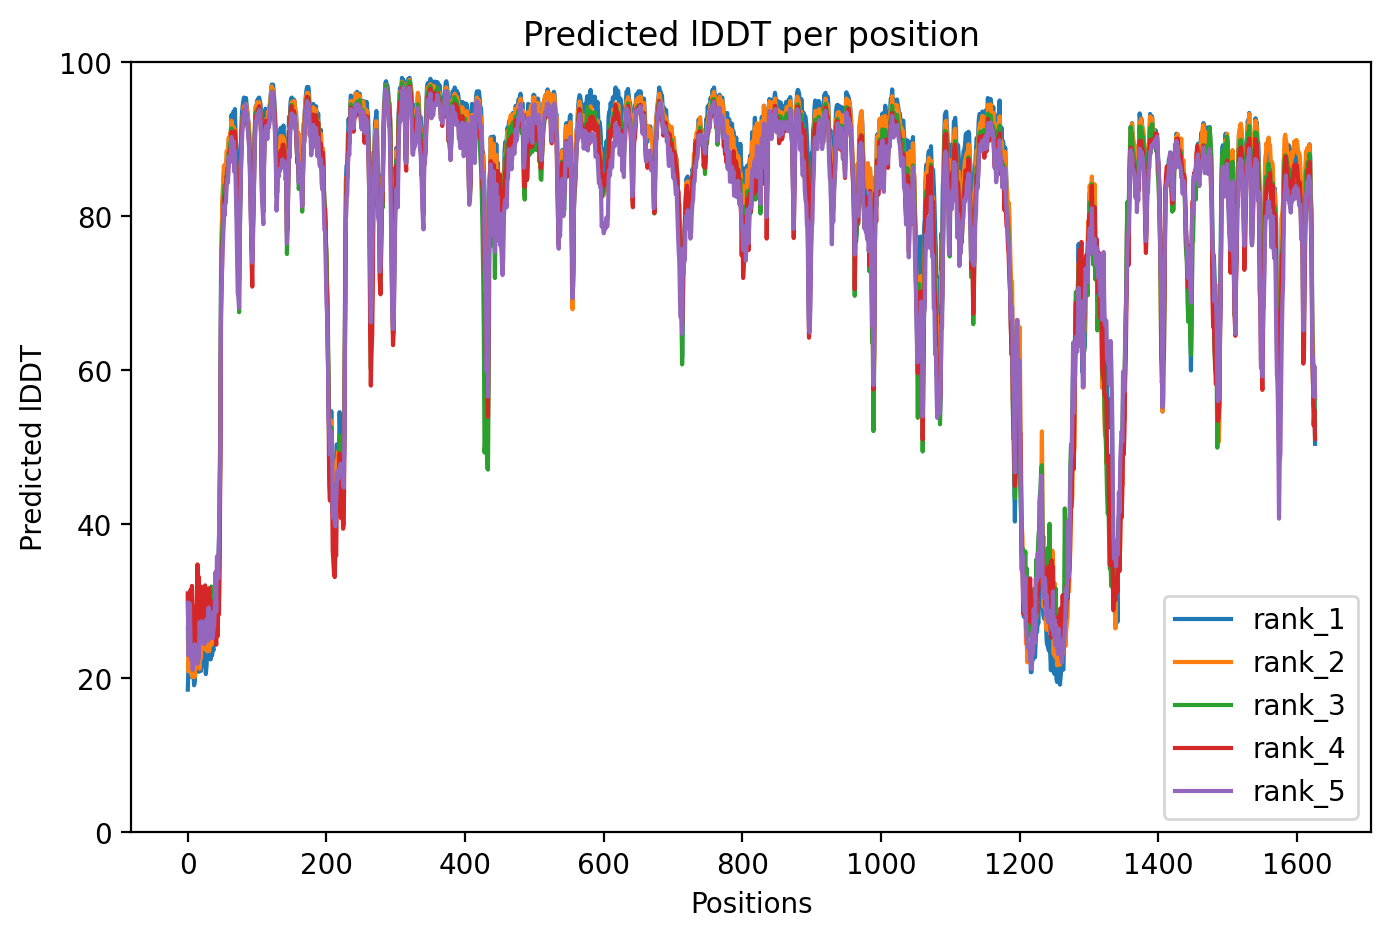 Predicted lDDT per position
100
80
60
40
20
0
Predicted lDDT
0 200 400 600 800 1000 1200 1400 1600
Positions
rank_1
rank_2
rank_3
rank_4
rank_5